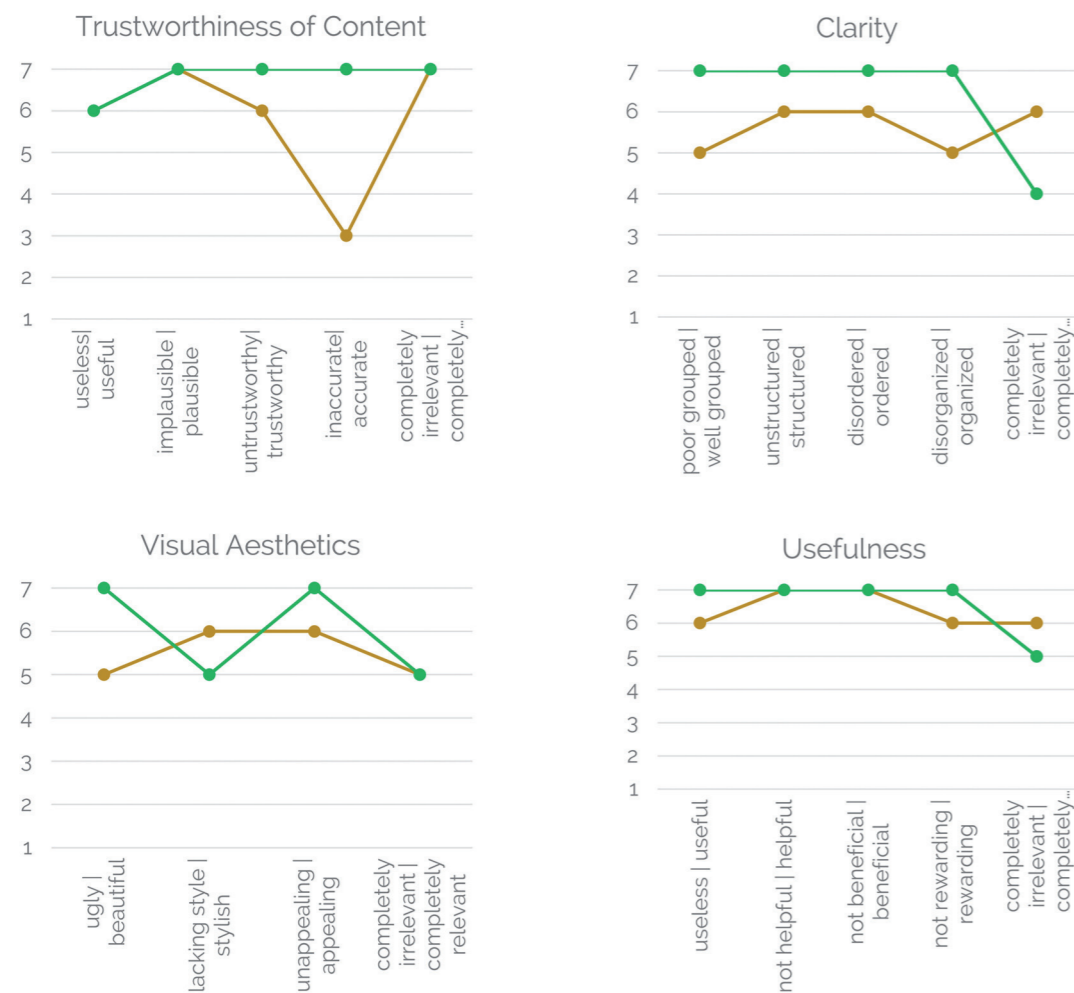 Trustworthiness of Content
7
6
5
4
3
2
1
useless|
useful
implausible |
plausible
untrustworthy|
trustworthy
inaccurate|
accurate
completely
irrelevant |
completely...
Clarity
7
6
5
4
3
2
1
poor grouped |
well grouped
unstructured |
structured
disordered |
ordered
disorganized |
organized
completely
irrelevant |
completely...
Visual Aesthetics
7
6
5
4
3
2
1
ugly |
beautiful
lacking style |
stylish
unappealing |
appealing
completely
irrelevant |
completely
relevant
Usefulness
7
6
5
4
3
2
1
useless | useful
not helpful | helpful
not beneficial |
beneficial
not rewarding |
rewarding
completely
irrelevant |
completely...